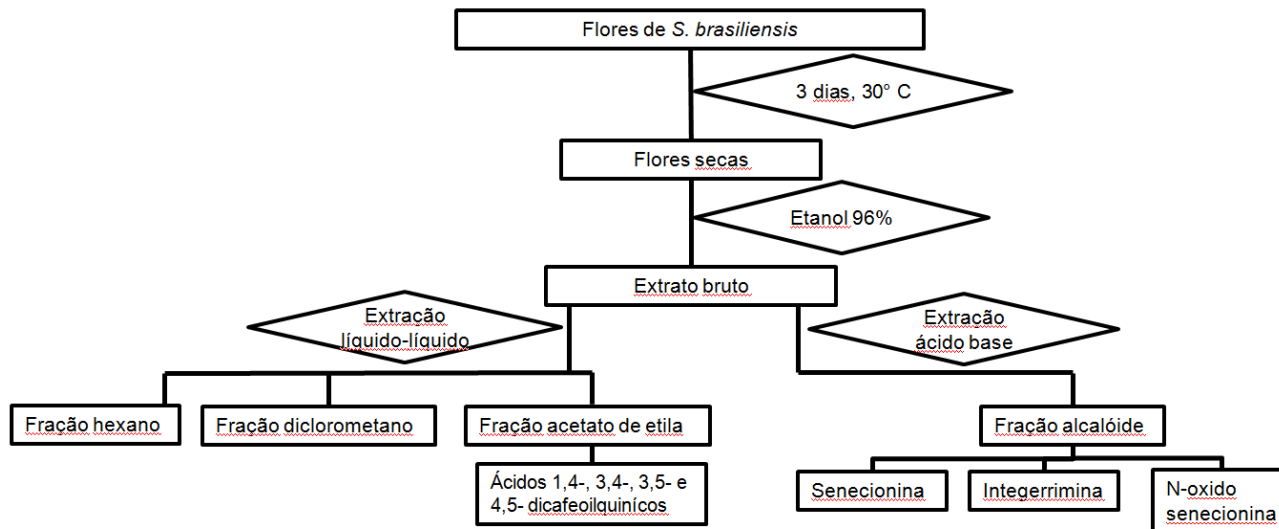 Flores de S. brasiliensis
3 dias, 30° C
Flores secas
Etanol 96%
Extrato bruto
Extração
líquido-líquido
Extração
ácido base
Fração hexano
Fração diclorometano
Fração acetato de etila
Fração alcalóide
Ácidos 1,4-, 3,4-, 3,5- e
4,5- dicafeoilquinícos
Senecionina
Integerrimina
N-oxido
senecionina